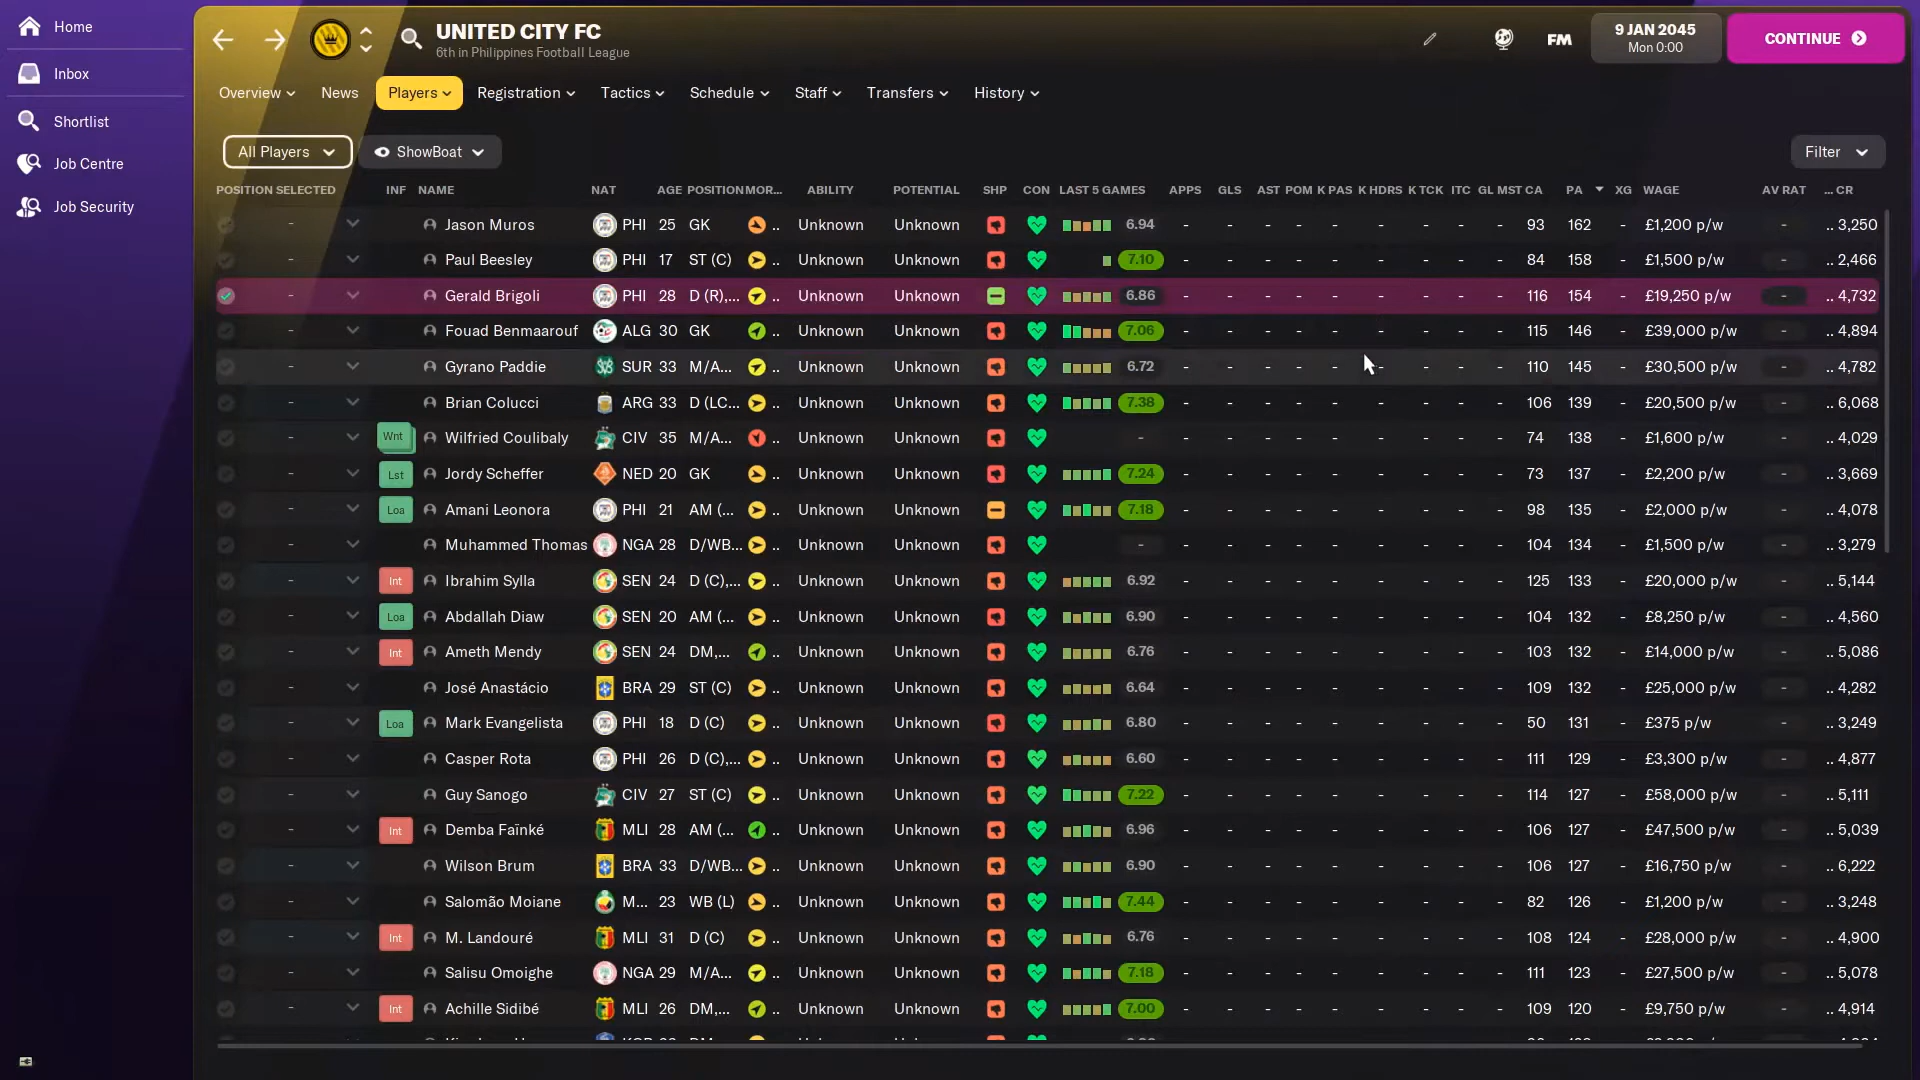 Home
Inbox
Shortlist
Job Centre
Job Security
UNITED CITY FC
6th in Philippines Football League
FM
9 JAN 2045
Mon 0:00
CONTINUE
Overview News Players Registration Tactics Schedule Staff Transfers History
All Players ShowBoat Filter
POSITION SELECTED INF NAME NAT AGE POSITION MOR... ABILITY POTENTIAL SHP CON LAST 5 GAMES APPS GLS AST POM K PAS K HDRS K TCK ITC GL MST CA PA XG WAGE AV RAT ... CR
- Jason Muros PHI 25 GK .. Unknown Unknown 6.94 - - - - - - - - - 93 162 - £1,200 p/w - .. 3,250
Paul Beesley PHI 17 ST (C) .. Unknown Unknown 7.10 - - - - - - - - - 84 158 - £1,500 p/w - .. 2,466
- Gerald Brigoli PHI 28 D (R),... .. Unknown Unknown 6.86 - - - - - - - - - 116 154 - £19,250 p/w - .. 4,732
- Fouad Benmaarouf ALG 30 GK .. Unknown Unknown 7.06 - - - - - - - - - 115 146 - £39,000 p/w - .. 4,894
- Gyrano Paddie SUR 33 M/A... .. Unknown Unknown 6.72 - - - - - - - - - 110 145 - £30,500 p/w - .. 4,782
- Brian Colucci ARG 33 D (LC... .. Unknown Unknown 7.38 - - - - - - - - - 106 139 - £20,500 p/w - .. 6,068
- Wnt Wilfried Coulibaly CIV 35 M/A... .. Unknown Unknown - - - - - - - - - - 74 138 - £1,600 p/w - .. 4,029
- Lst Jordy Scheffer NED 20 GK .. Unknown Unknown 7.24 - - - - - - - - - 73 137 - £2,200 p/w - .. 3,669
- Loa Amani Leonora PHI 21 AM (... .. Unknown Unknown 7.18 - - - - - - - - - 98 135 - £2,000 p/w - .. 4,078
- Muhammed Thomas NGA 28 D/WB... .. Unknown Unknown - - - - - - - - - - 104 134 - £1,500 p/w - .. 3,279
- Int Ibrahim Sylla SEN 24 D (C),... .. Unknown Unknown 6.92 - - - - - - - - - 125 133 - £20,000 p/w - .. 5,144
- Loa Abdallah Diaw SEN 20 AM (... .. Unknown Unknown 6.90 - - - - - - - - - 104 132 - £8,250 p/w - .. 4,560
- Int Ameth Mendy SEN 24 DM,... .. Unknown Unknown 6.76 - - - - - - - - - 103 132 - £14,000 p/w - .. 5,086
- José Anastácio BRA 29 ST (C) .. Unknown Unknown 6.64 - - - - - - - - - 109 132 - £25,000 p/w - .. 4,282
- Loa Mark Evangelista PHI 18 D (C) .. Unknown Unknown 6.80 - - - - - - - - - 50 131 - £375 p/w - .. 3,249
- Casper Rota PHI 26 D (C),... .. Unknown Unknown 6.60 - - - - - - - - - 111 129 - £3,300 p/w - .. 4,877
- Guy Sanogo CIV 27 ST (C) .. Unknown Unknown 7.22 - - - - - - - - - 114 127 - £58,000 p/w - .. 5,111
- Int Demba Faïnké MLI 28 AM (... .. Unknown Unknown 6.96 - - - - - - - - - 106 127 - £47,500 p/w - .. 5,039
- Wilson Brum BRA 33 D/WB... .. Unknown Unknown 6.90 - - - - - - - - - 106 127 - £16,750 p/w - .. 6,222
- Salomão Moiane M... 23 WB (L) .. Unknown Unknown 7.44 - - - - - - - - - 82 126 - £1,200 p/w - .. 3,248
- Int M. Landouré MLI 31 D (C) .. Unknown Unknown 6.76 - - - - - - - - - 108 124 - £28,000 p/w - .. 4,900
- Salisu Omoighe NGA 29 M/A... .. Unknown Unknown 7.18 - - - - - - - - - 111 123 - £27,500 p/w - .. 5,078
- Int Achille Sidibé MLI 26 DM,... .. Unknown Unknown 7.00 - - - - - - - - - 109 120 - £9,750 p/w - .. 4,914